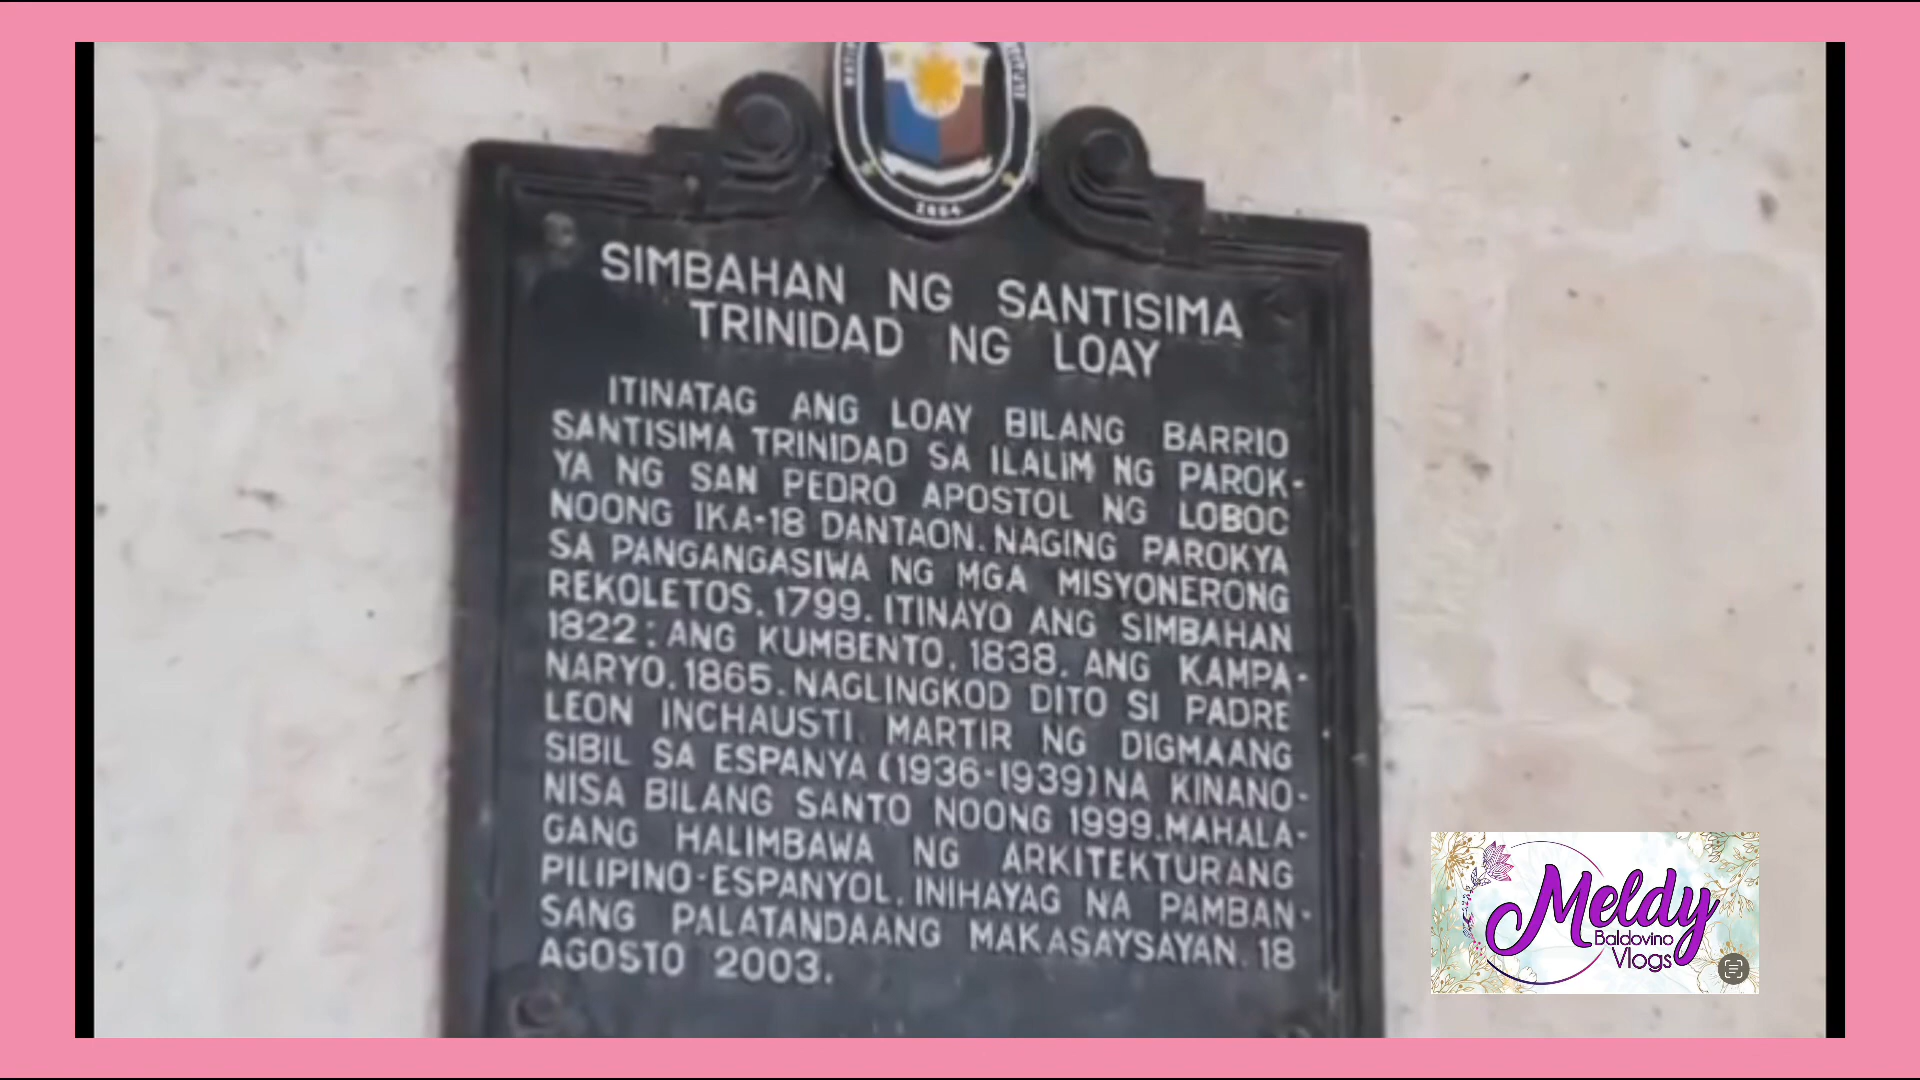 2004
SIMBAHAN NG SANTISIMA
TRINIDAD NG LOAY
ITINATAG ANG LOAY BILANG BARRIO
SANTISIMA TRINIDAD SA ILALIM NG PAROK-
YA NG SAN PEDRO APOSTOL NG LOBOC
NOONG IKA-18 DANTAON. NAGING PAROKYA
SA PANGANGASIWA NG MGA MISYONERONG
REKOLETOS, 1799. ITINAYO ANG SIMBAHAN
1822; ANG KUMBENTO, 1838, ANG KAMPA-
NARYO, 1865. NAGLINGKOD DITO SI PADRE
LEON INCHAUSTI, MARTIR NG DIGMAANG
SIBIL SA ESPANYA (1936-1939) NA KINANO-
NISA BILANG SANTO NOONG 1999. MAHALA-
GANG HALIMBAWA NG ARKITEKTURANG
PILIPINO-ESPANYOL. INIHAYAG NA PAMBAN-
SANG PALATANDAANG MAKASAYSAYAN, 18
AGOSTO 2003.
Meldy
Baldovino
Vlogs